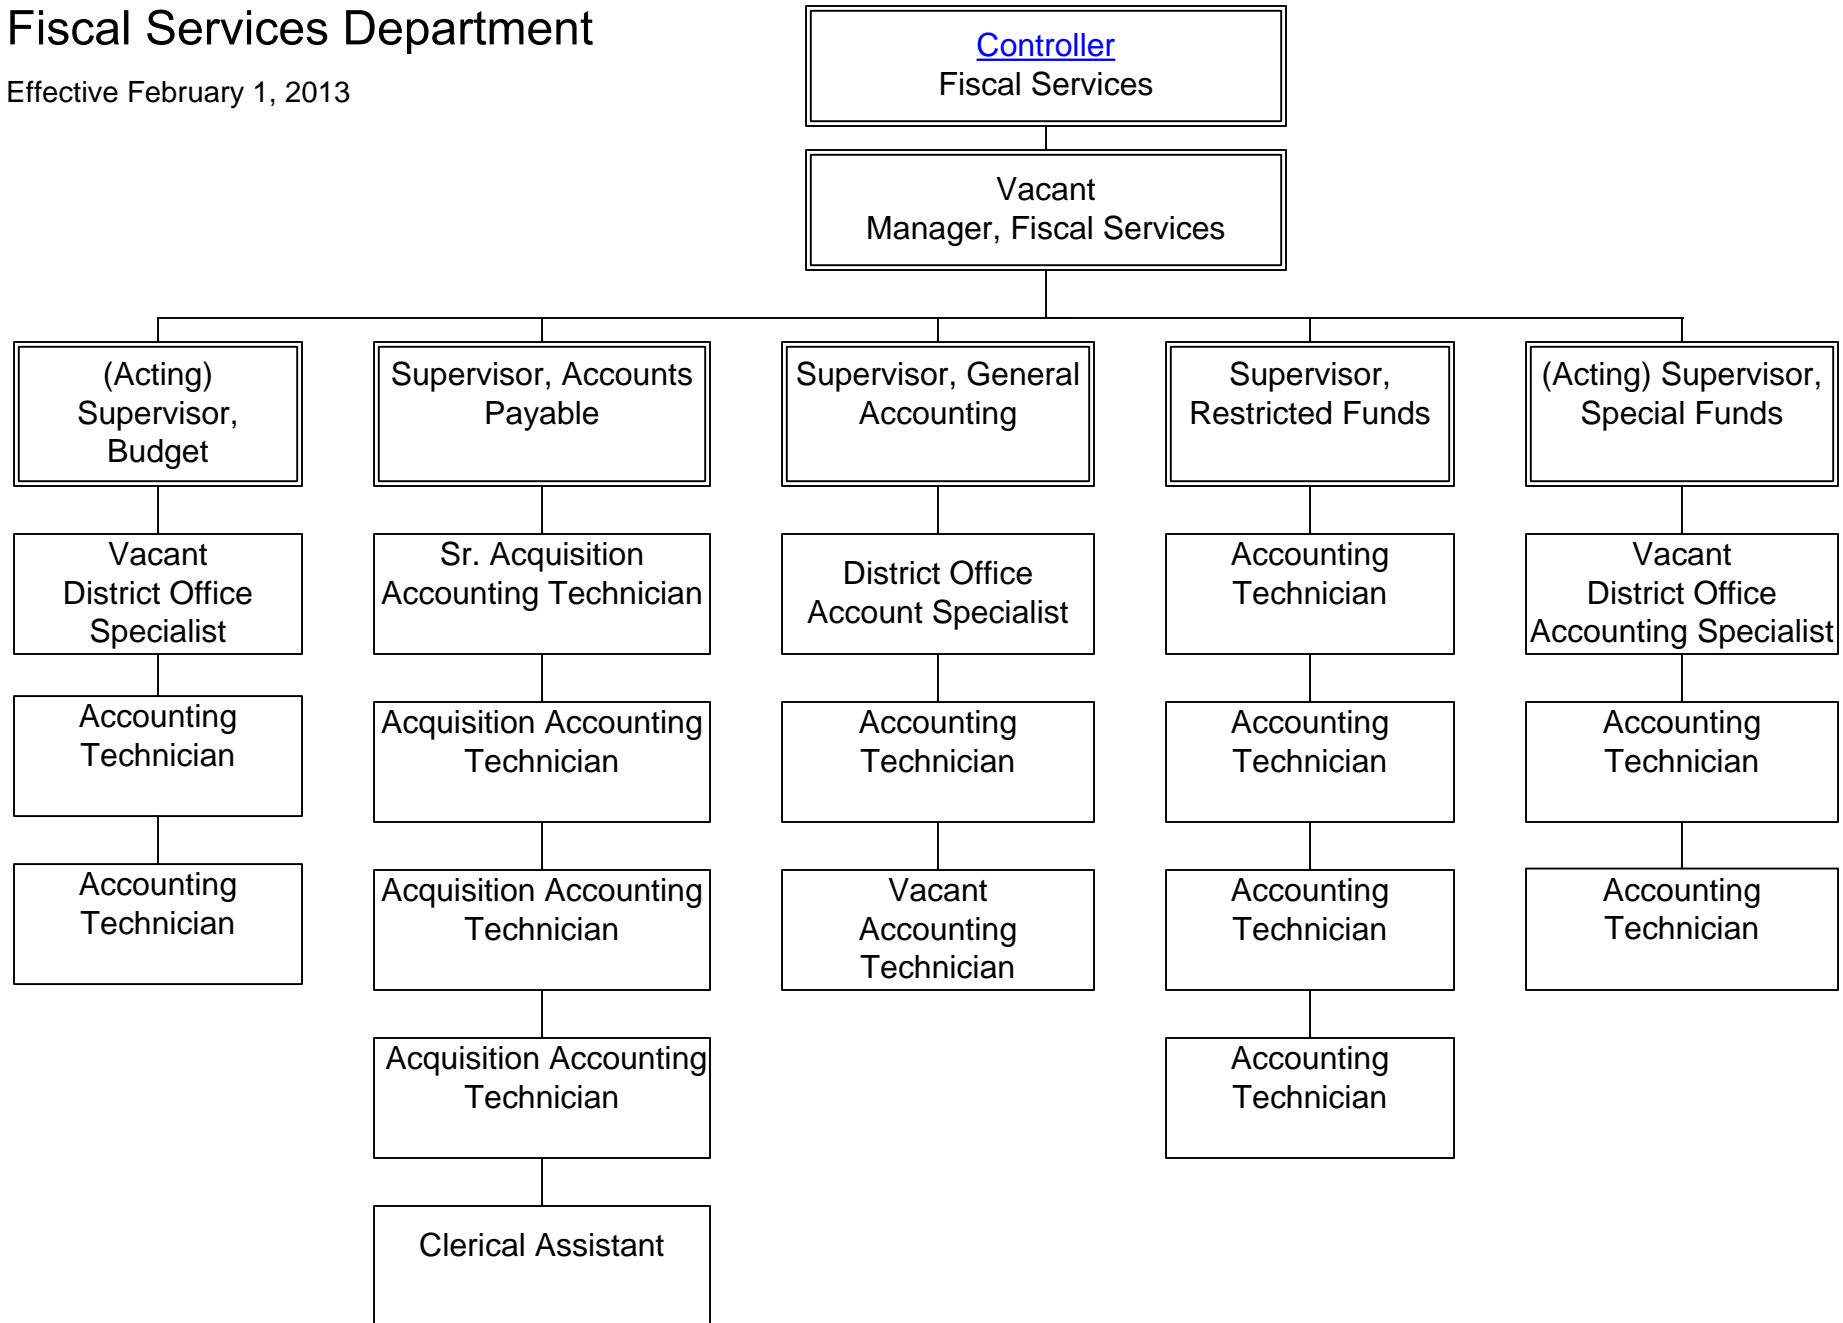 Fiscal Services Department
Effective February 1, 2013
Controller
Fiscal Services
Vacant
Manager, Fiscal Services
(Acting)
Supervisor,
Budget
Supervisor, Accounts
Payable
Supervisor, General
Accounting
Supervisor,
Restricted Funds
(Acting) Supervisor,
Special Funds
Vacant
District Office
Specialist
Sr. Acquisition
Accounting Technician
District Office
Account Specialist
Accounting
Technician
Vacant
District Office
Accounting Specialist
Accounting
Technician
Acquisition Accounting
Technician
Accounting
Technician
Accounting
Technician
Accounting
Technician
Accounting
Technician
Acquisition Accounting
Technician
Vacant
Accounting
Technician
Accounting
Technician
Accounting
Technician
Acquisition Accounting
Technician
Accounting
Technician
Clerical Assistant